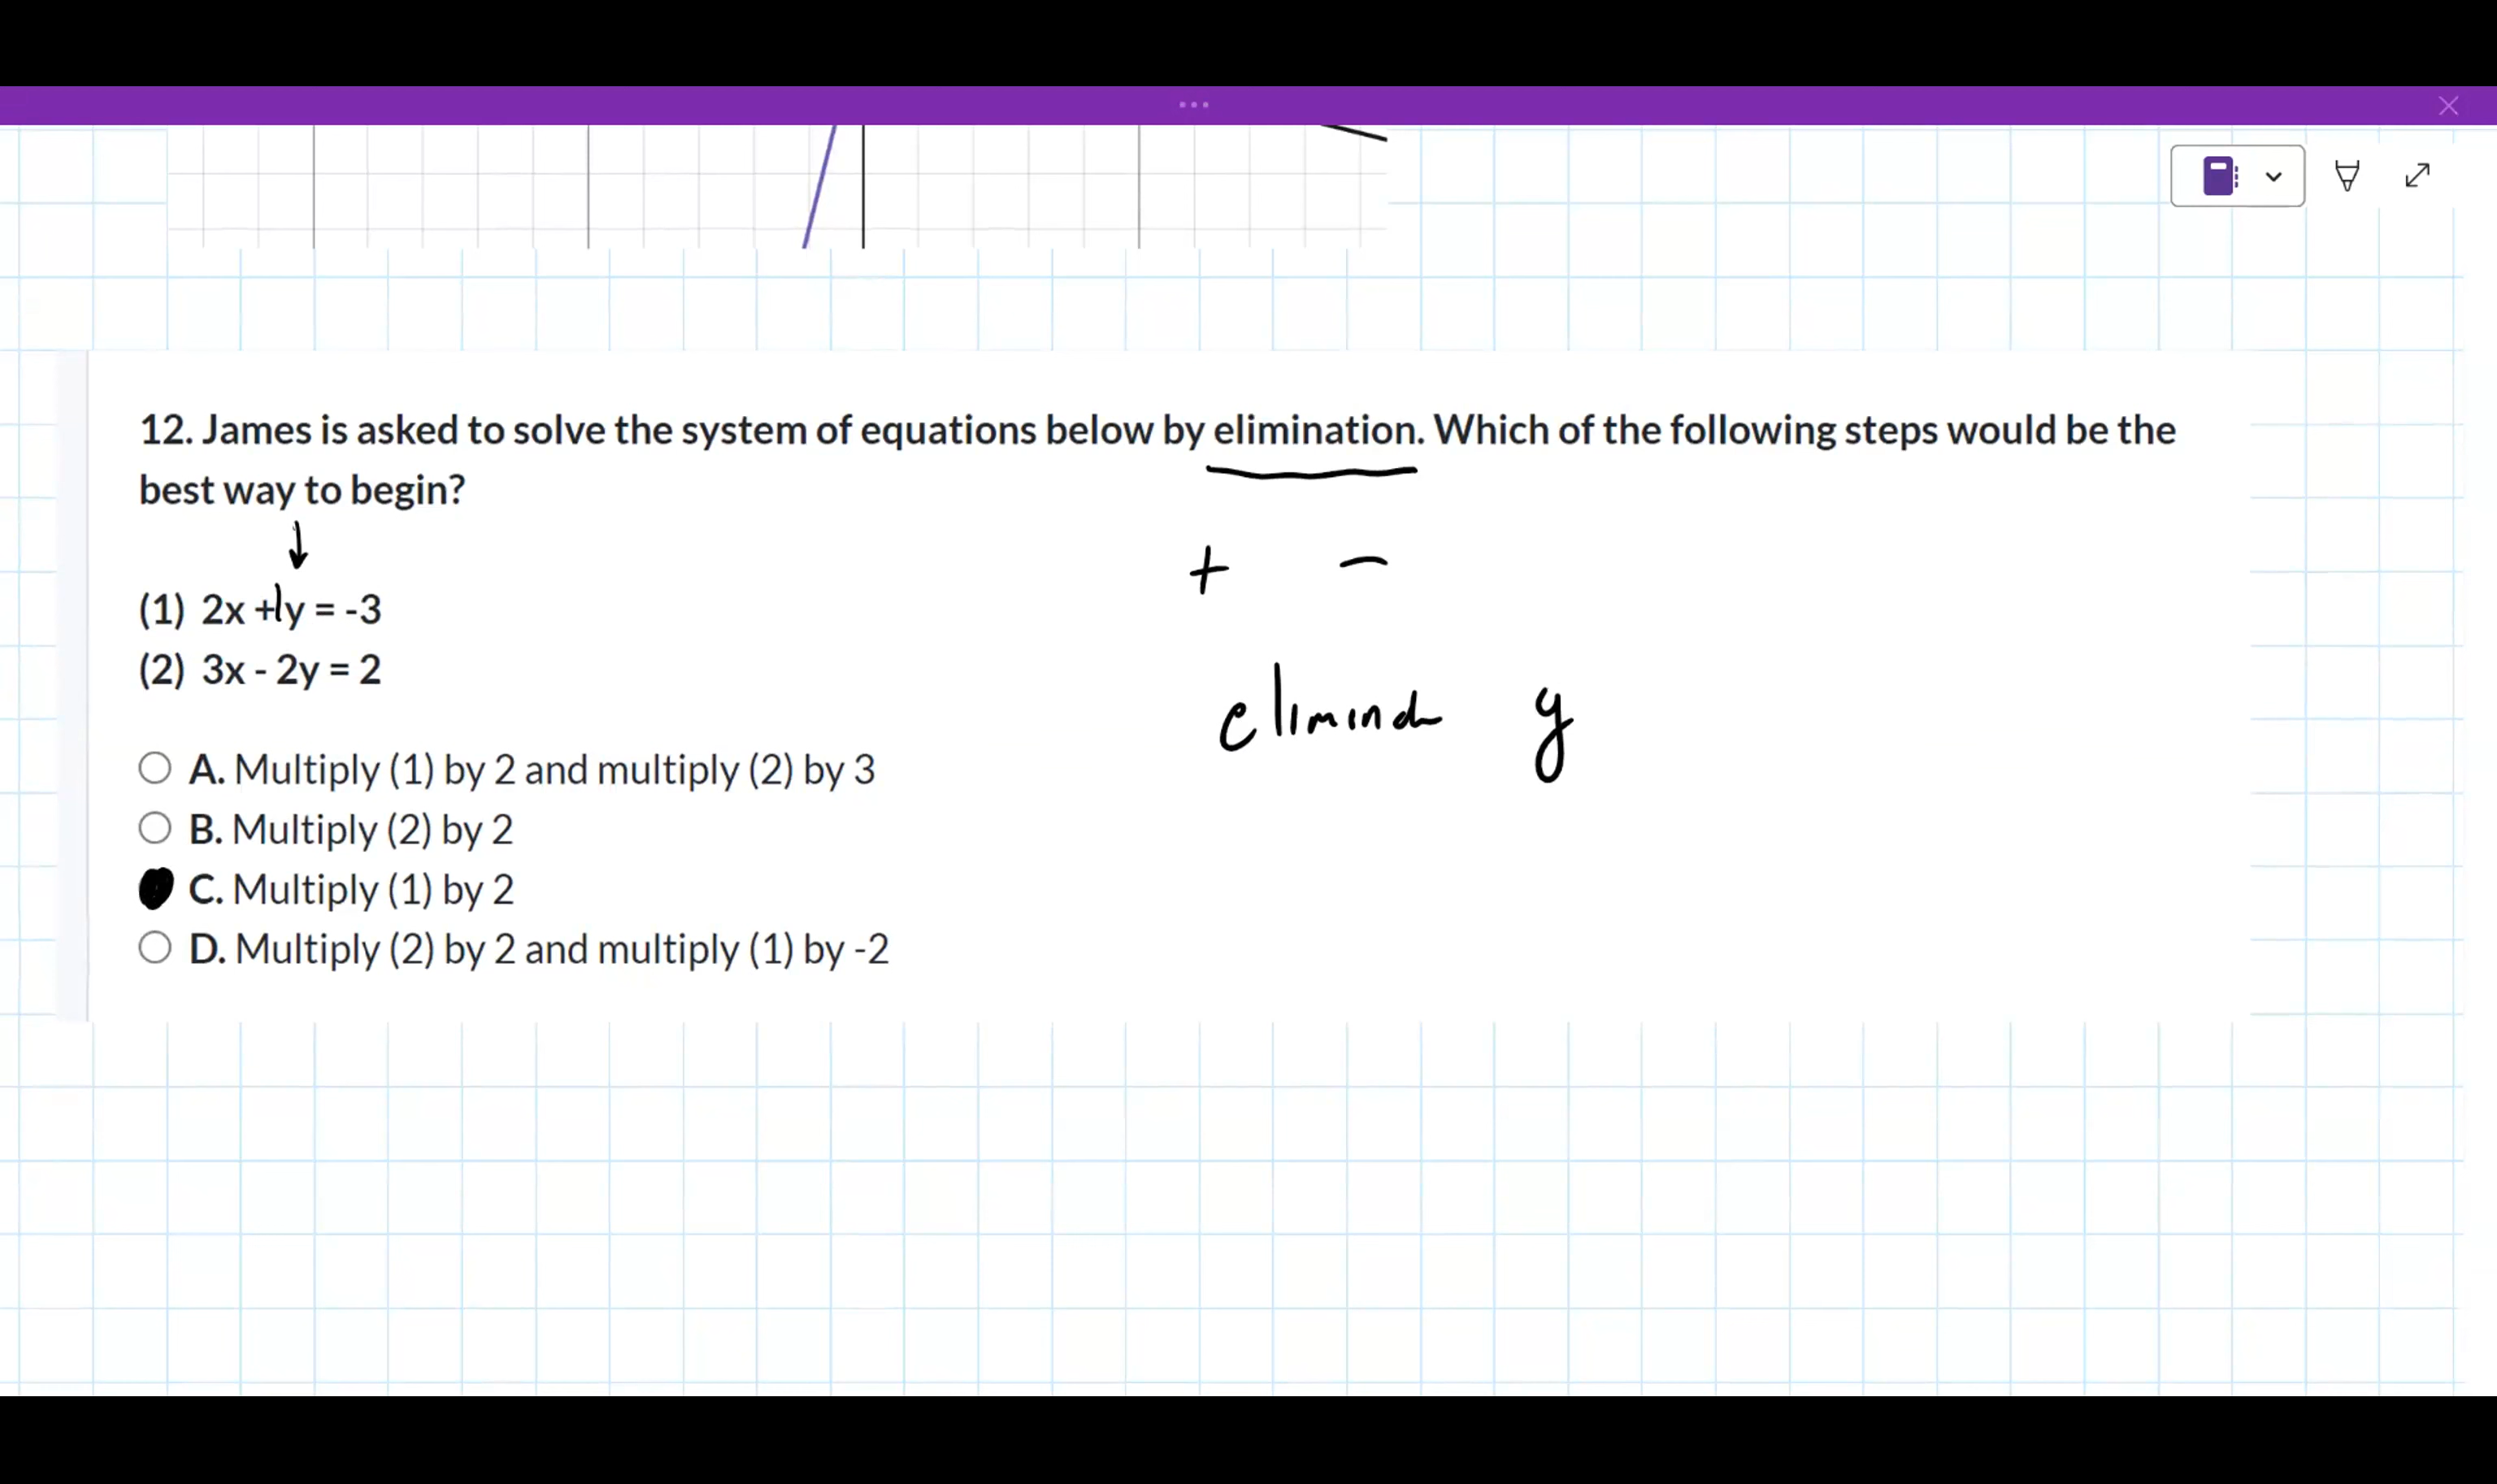 12. James is asked to solve the system of equations below by elimination. Which of the following steps would be the
best way to begin?
+ −
(1) 2x +1y = -3
(2) 3x - 2y = 2
y
A. Multiply (1) by 2 and multiply (2) by 3
B. Multiply (2) by 2
C. Multiply (1) by 2
D. Multiply (2) by 2 and multiply (1) by -2